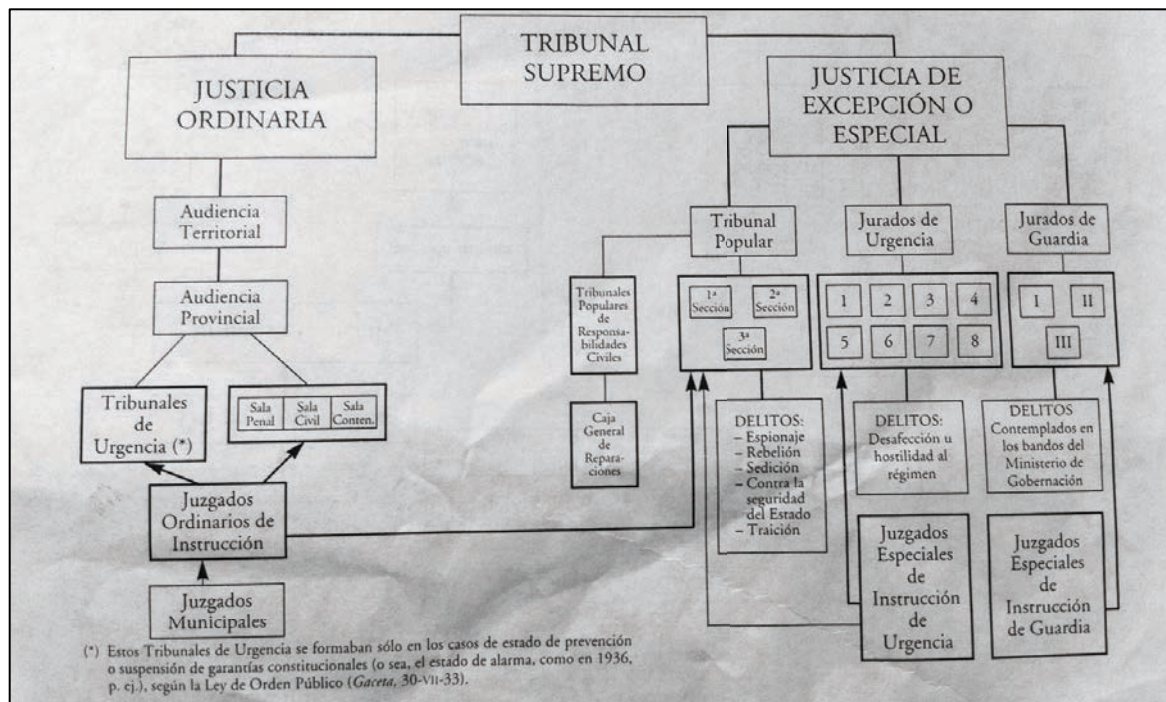 TRIBUNAL
SUPREMO
JUSTICIA
ORDINARIA
JUSTICIA DE
EXCEPCIÓN O
ESPECIAL
Audiencia
Territorial
Audiencia
Provincial
Tribunales
de
Urgencia (*)
Sala
Penal
Sala
Civil
Sala
Conten.
Juzgados
Ordinarios de
Instrucción
Juzgados
Municipales
Tribunal
Popular
Jurados de
Urgencia
Jurados de
Guardia
Tribunales
Populares
de
Responsa-
bilidades
Civiles
Caja
General
de
Repara-
ciones
1ª
Sección
2ª
Sección
3ª
Sección
1
2
3
4
5
6
7
8
I
II
III
DELITOS:
– Espionaje
– Rebelión
– Sedición
– Contra la
seguridad
del Estado
– Traición
DELITOS:
Desafección u
hostilidad al
régimen
DELITOS
Contemplados en
los bandos del
Ministerio de
Gobernación
Juzgados
Especiales
de
Instrucción
de
Urgencia
Juzgados
Especiales
de
Instrucción
de Guardia
(*) Estos Tribunales de Urgencia se formaban sólo en los casos de estado de prevención
o suspensión de garantías constitucionales (o sea, el estado de alarma, como en 1936,
p. ej.), según la Ley de Orden Público (Gaceta, 30-VII-33).